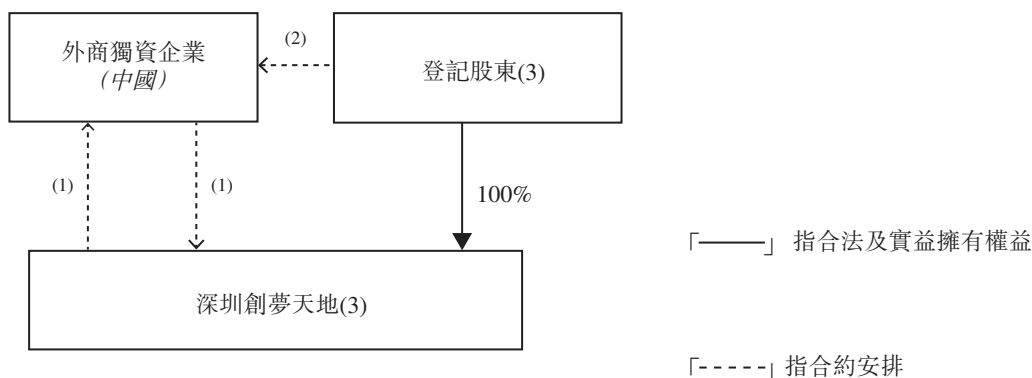 外商獨資企業
（中國）
(2)
登記股東(3)
(1)
(1)
100%
「———」指合法及實益擁有權益
深圳創夢天地(3)
「-----」指合約安排